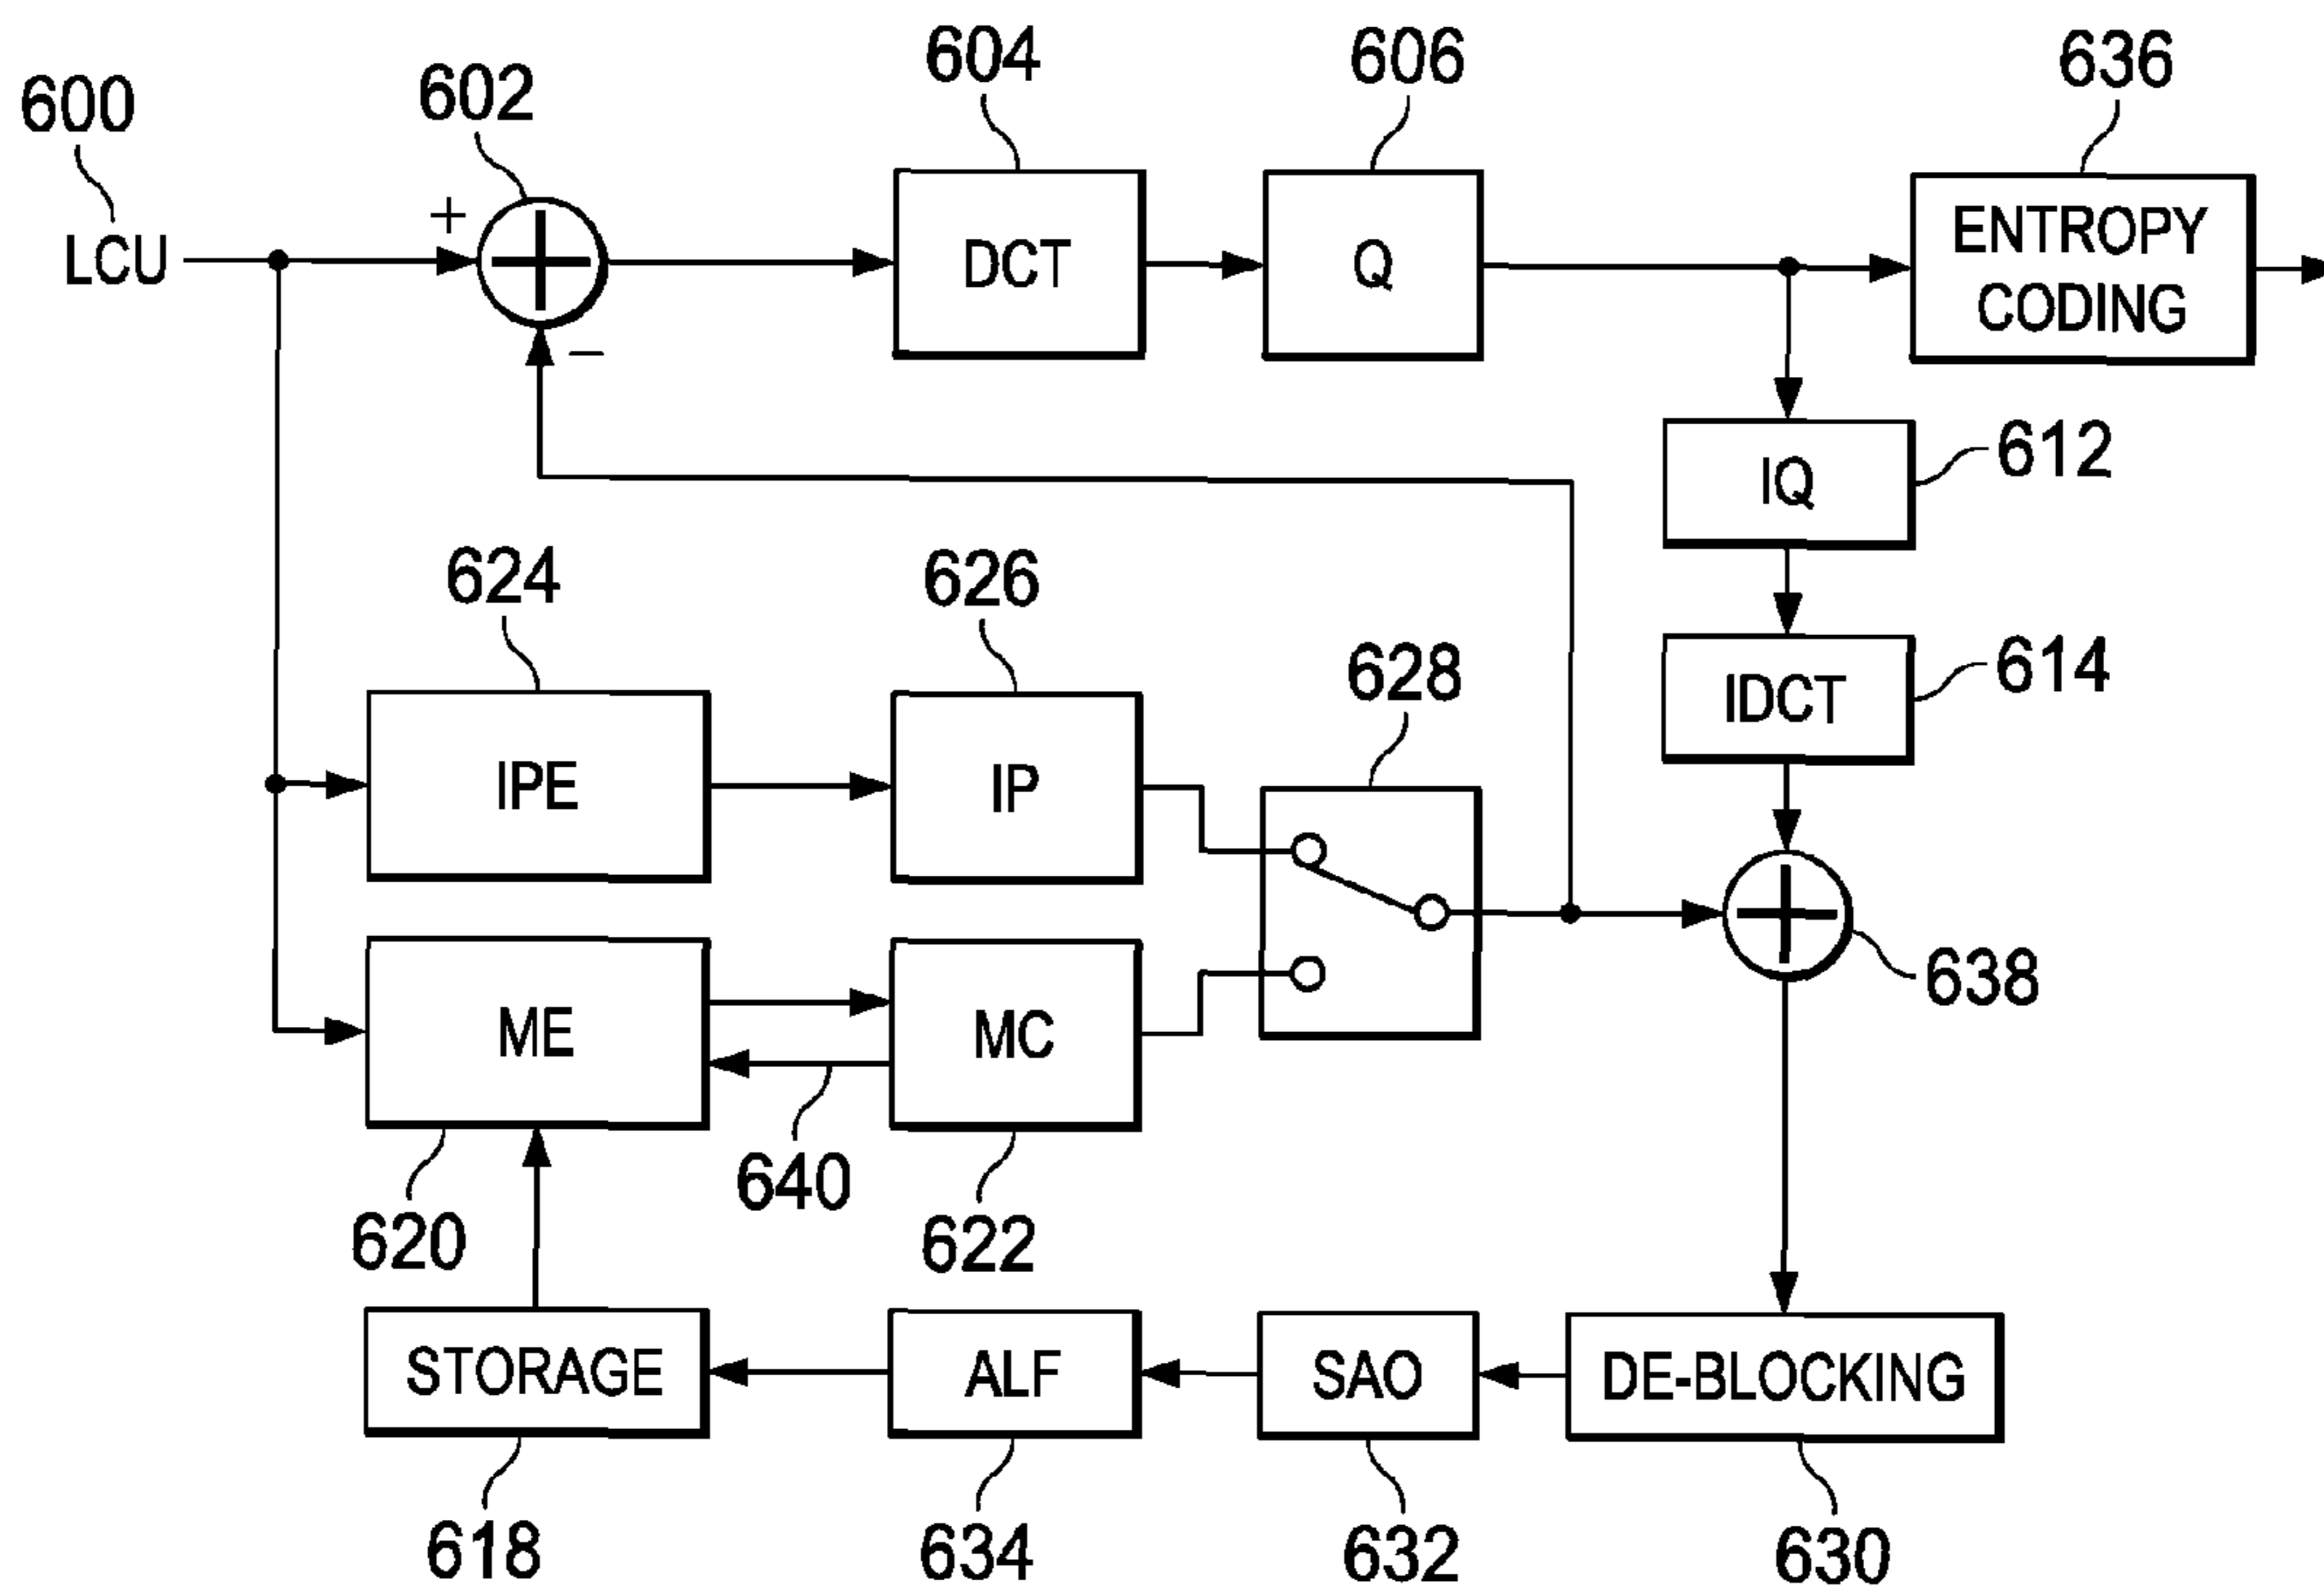 604
606
636
602
600
+
LCU
DCT
Q
ENTROPY
CODING
−
612
IQ
624
626
628
614
IDCT
IPE
IP
638
ME
MC
640
620
622
STORAGE
ALF
SAO
DE-BLOCKING
618
634
632
630